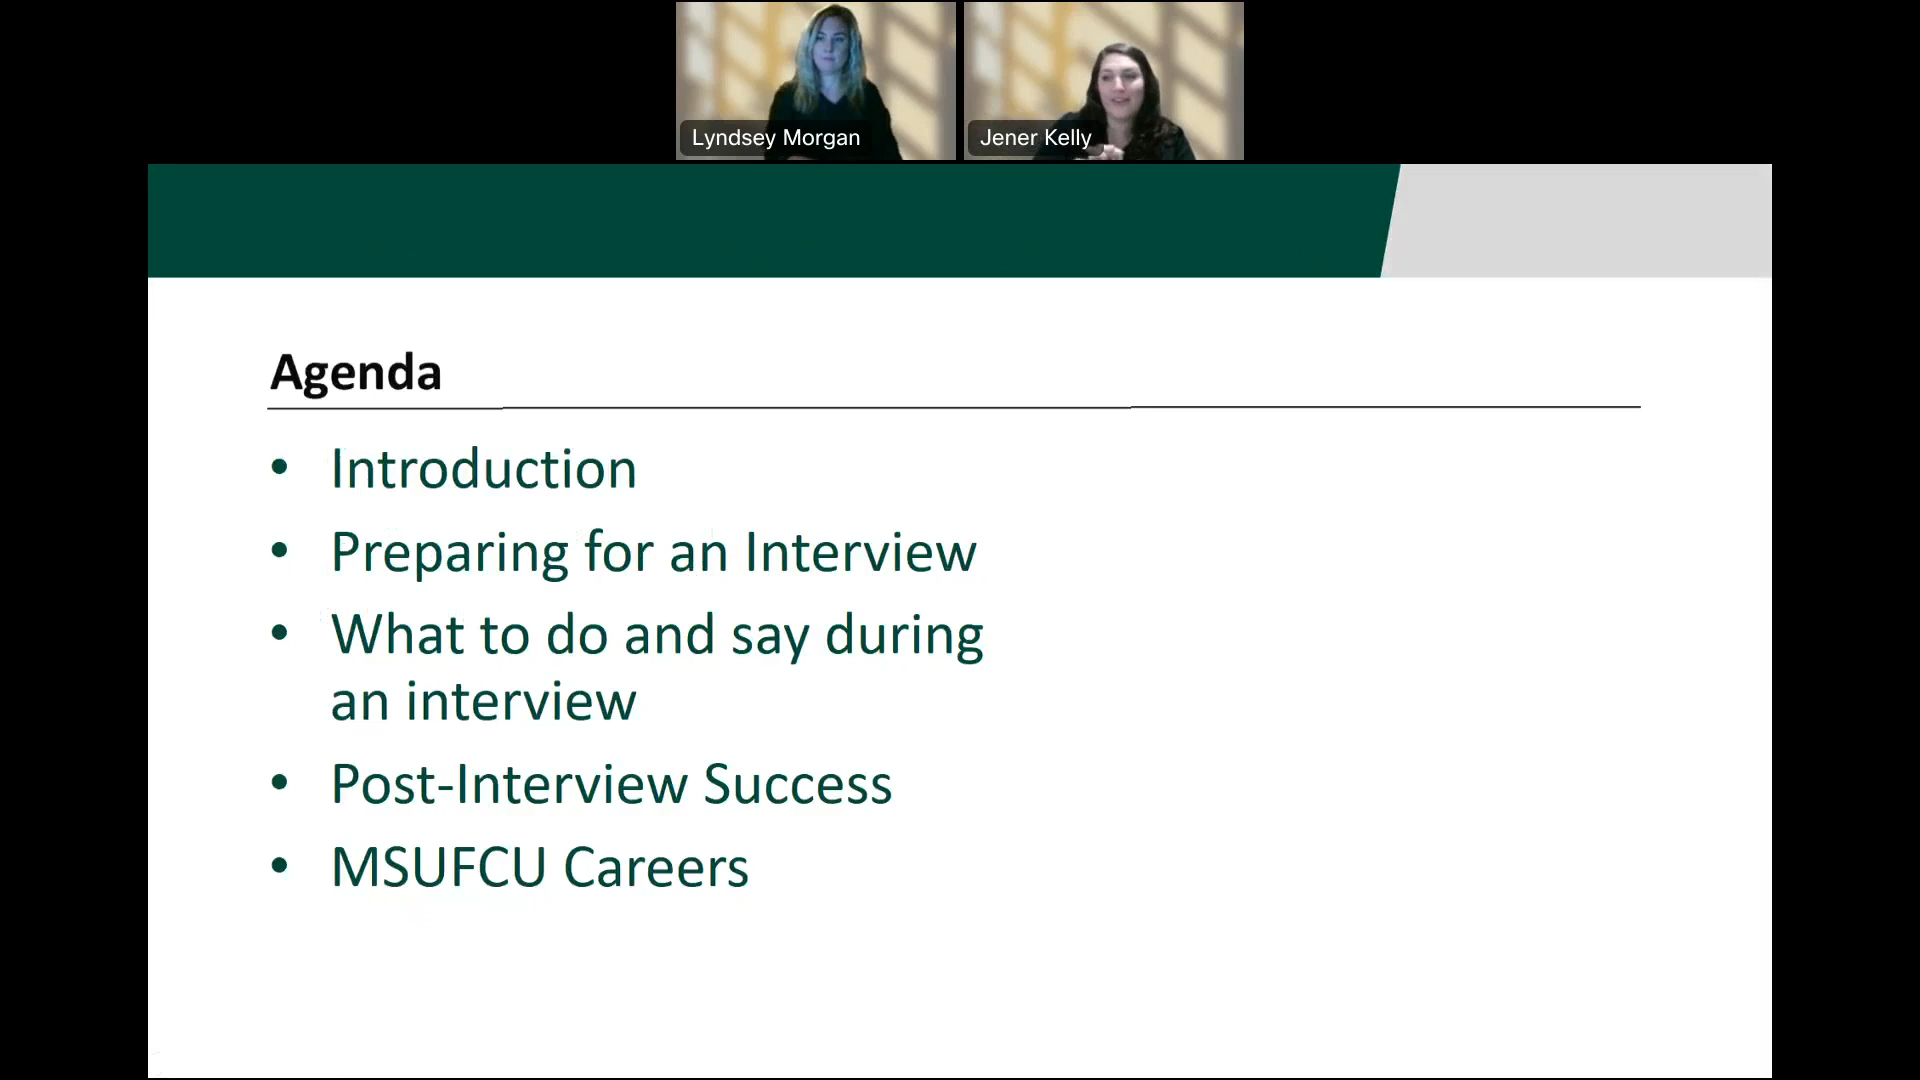 Lyndsey Morgan
Jener Kelly
Agenda
• Introduction
• Preparing for an Interview
• What to do and say during
an interview
• Post-Interview Success
• MSUFCU Careers